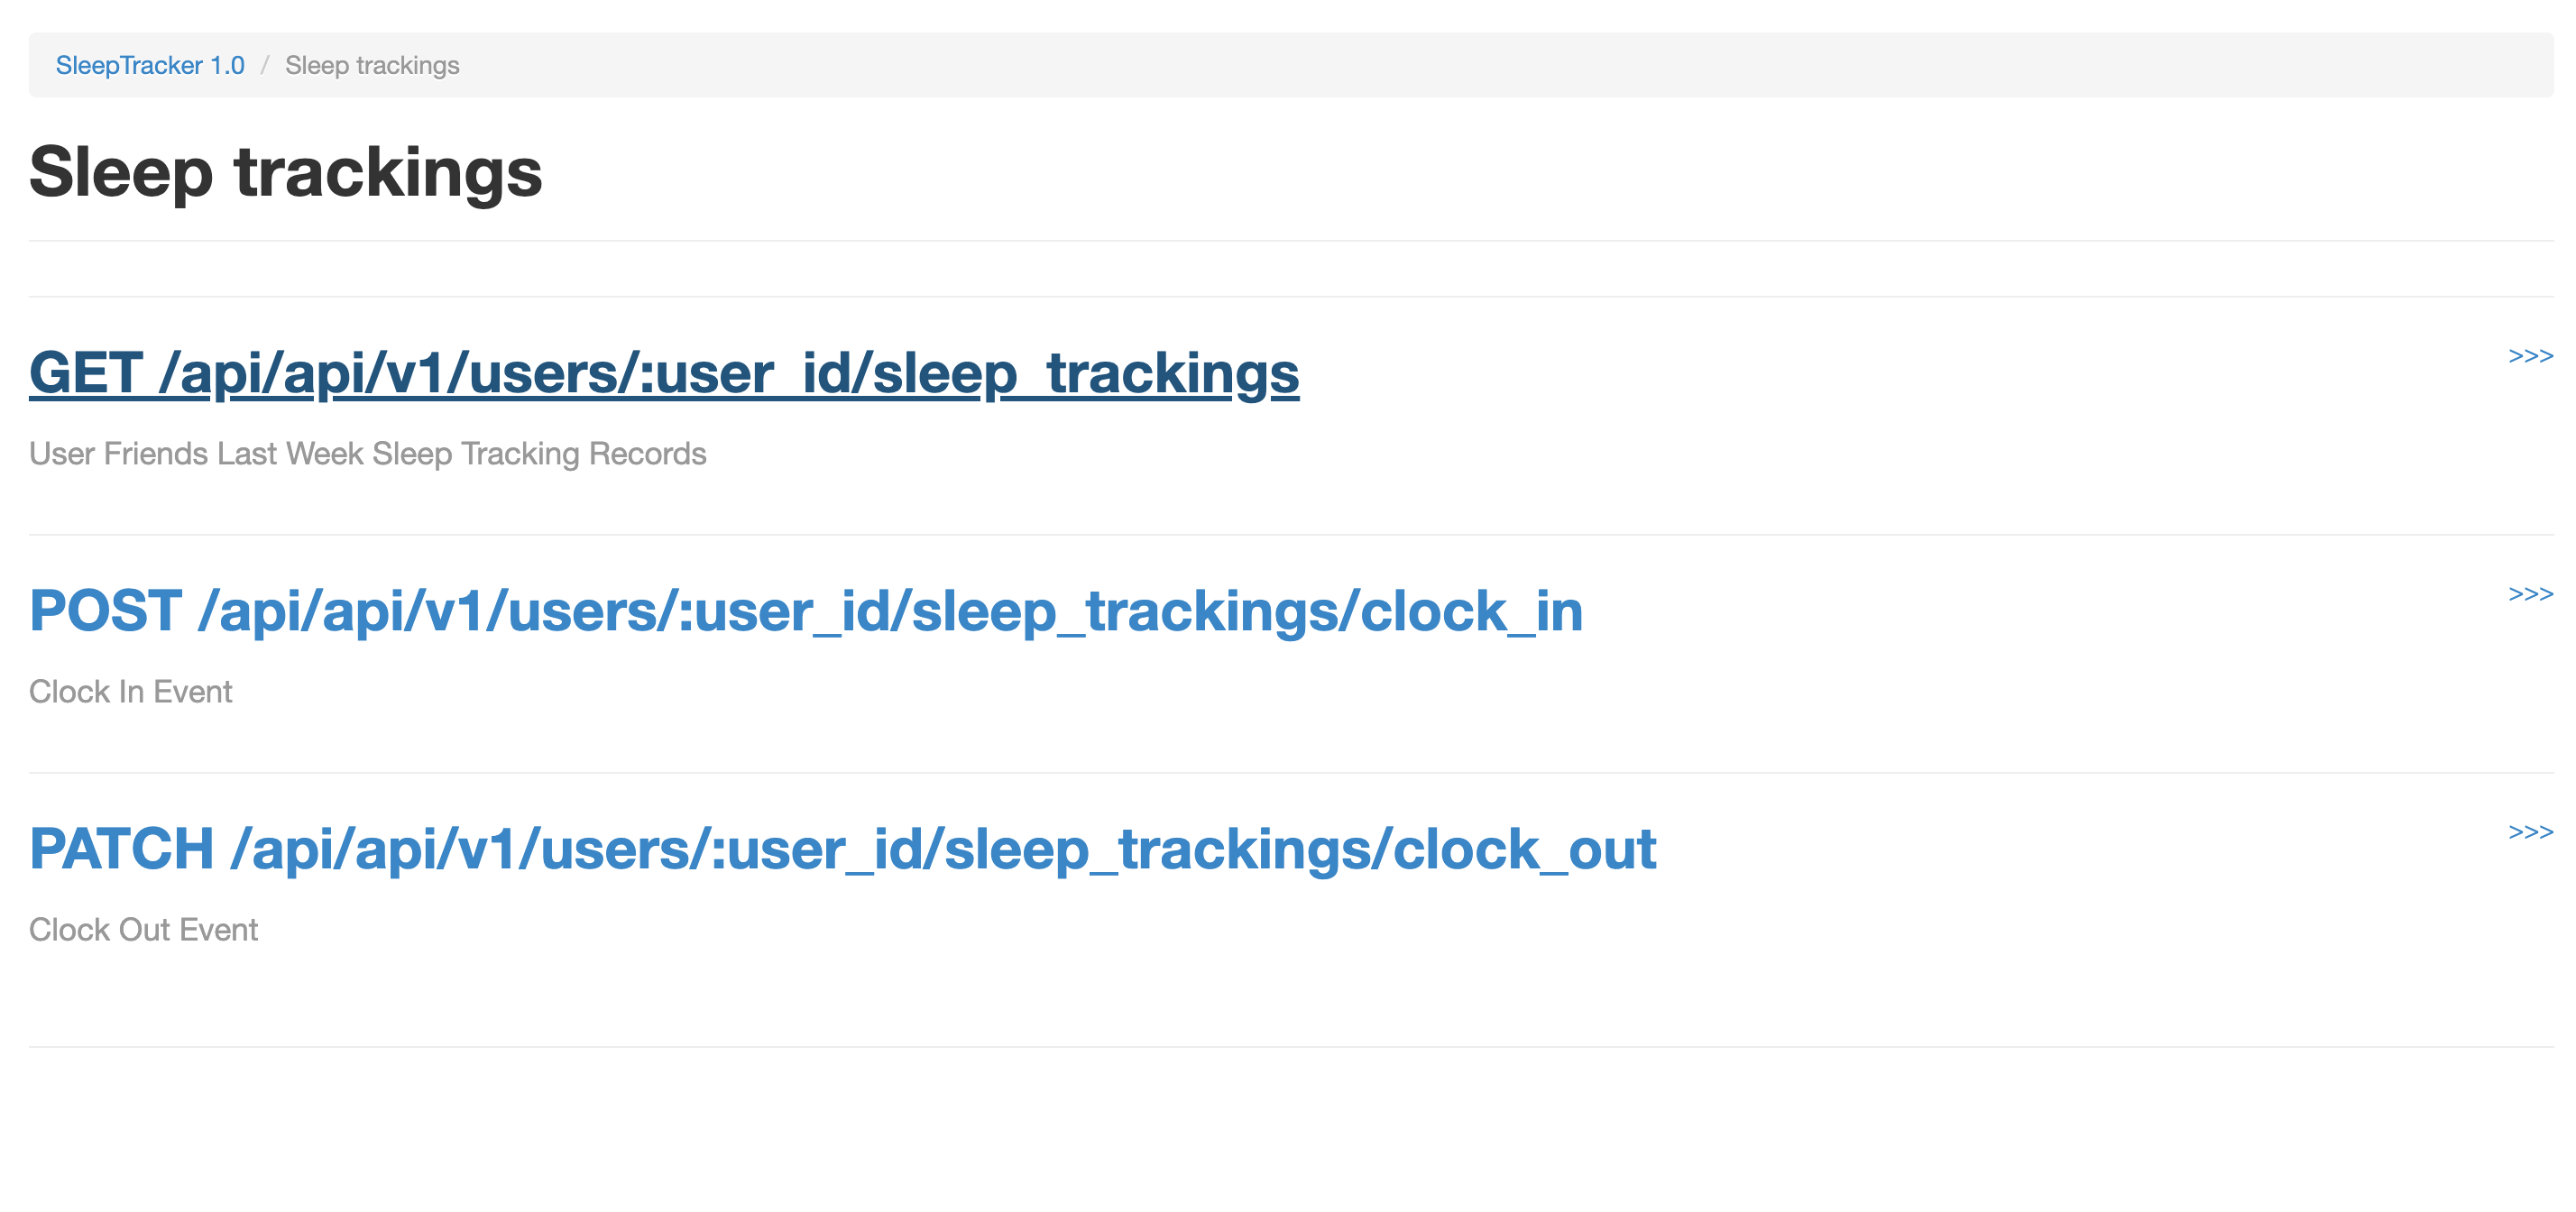 SleepTracker 1.0 / Sleep trackings
Sleep trackings
GET /api/api/v1/users/:user_id/sleep_trackings >>>
User Friends Last Week Sleep Tracking Records
POST /api/api/v1/users/:user_id/sleep_trackings/clock_in >>>
Clock In Event
PATCH /api/api/v1/users/:user_id/sleep_trackings/clock_out >>>
Clock Out Event